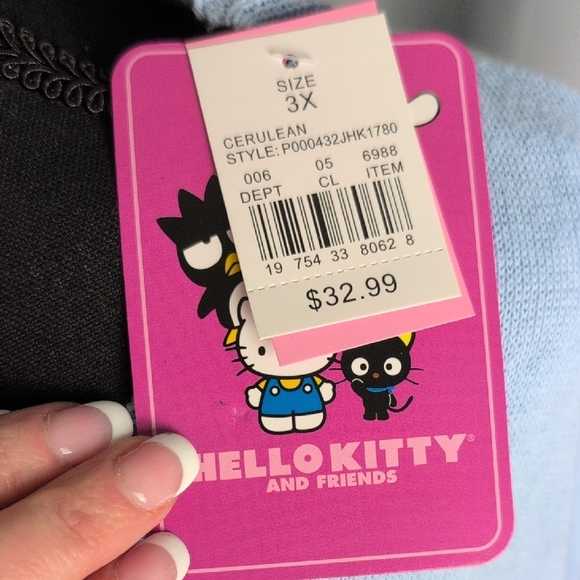 SIZE
3X
CERULEAN
STYLE: P000432JHK1780
006 05 6988
DEPT CL ITEM
19 754 33 8062 8
$32.99
HELLO KITTY®
AND FRIENDS